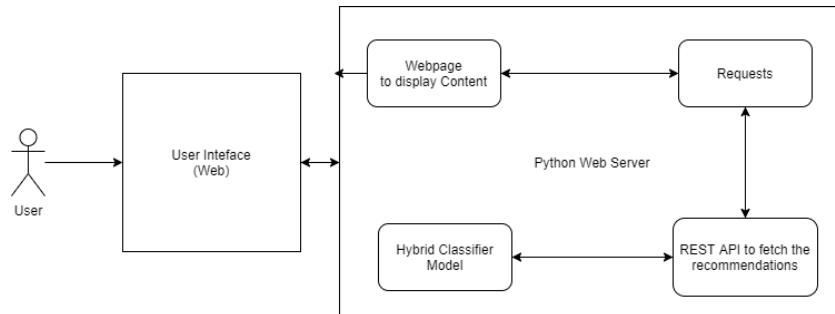 User
User Inteface
(Web)
Webpage
to display Content
Requests
Python Web Server
Hybrid Classifier
Model
REST API to fetch the
recommendations